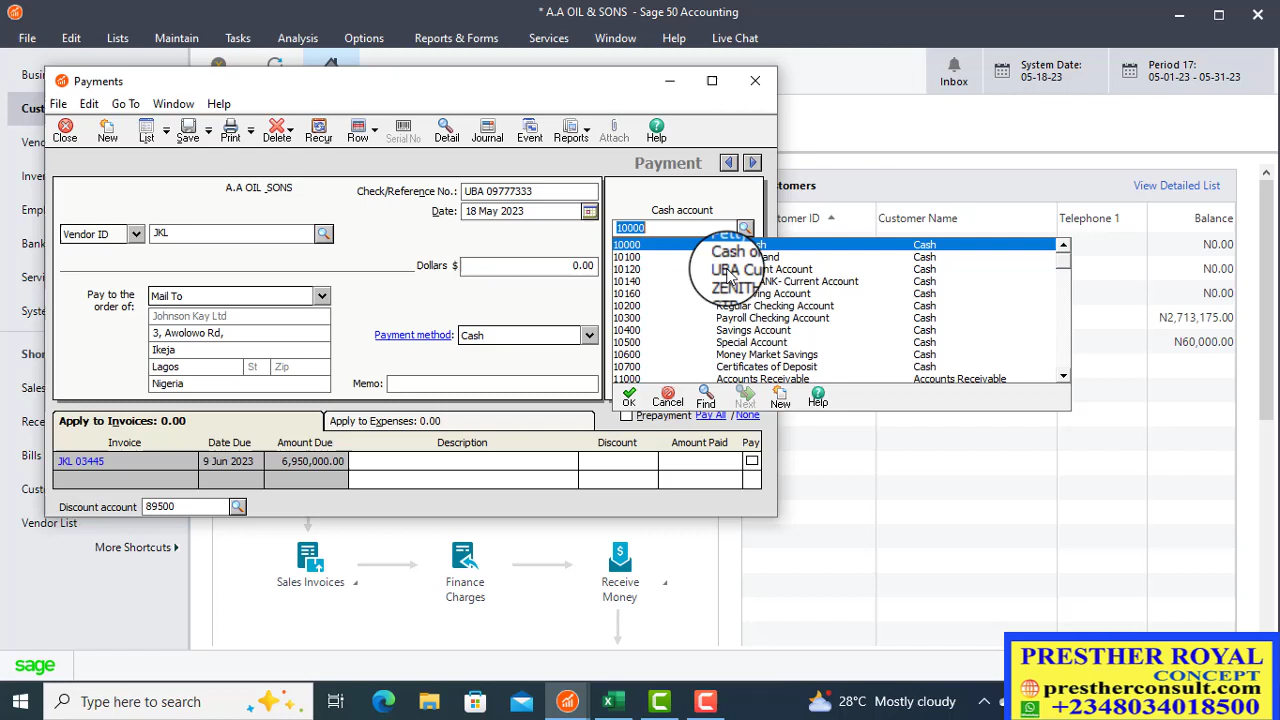 * A.A OIL & SONS - Sage 50 Accounting
File Edit Lists Maintain Tasks Analysis Options Reports & Forms Services Window Help Live Chat
Inbox
System Date:
05-18-23
Period 17:
05-01-23 - 05-31-23
Payments
File Edit Go To Window Help
Close New List Save Print Delete Recur Row Serial No Detail Journal Event Reports Attach Help
Payment
A.A OIL SONS
Check/Reference No.: UBA 09777333
Date: 18 May 2023
Vendor ID JKL
Dollars $ 0.00
Pay to the
order of:
Mail To
Johnson Kay Ltd
3, Awolowo Rd,
Ikeja
Lagos St Zip
Nigeria
Payment method: Cash
Memo:
Cash account
10000
10000 Cash
10100 Cash
10120 UBA Cu nt Account Cash
10140 ZENITH ANK- Current Account Cash
10160 ving Account Cash
10200 Regular Checking Account Cash
10300 Payroll Checking Account Cash
10400 Savings Account Cash
10500 Special Account Cash
10600 Money Market Savings Cash
10700 Certificates of Deposit Cash
11000 Accounts Receivable Accounts Receivable
OK Cancel Find Next New Help
Prepayment Pay All /None
Apply to Invoices: 0.00 Apply to Expenses: 0.00
Invoice Date Due Amount Due Description Discount Amount Paid Pay
JKL 03445 9 Jun 2023 6,950,000.00
Discount account 89500
Vendor List
More Shortcuts
Sales Invoices
Finance
Charges
Receive
Money
View Detailed List
Customer Name Telephone 1 Balance
N0.00
N0.00
N0.00
N2,713,175.00
N60,000.00
sage
Type here to search
28°C Mostly cloudy
PRESTHER ROYAL
CONCEPT
prestherconsult.com
+2348034018500